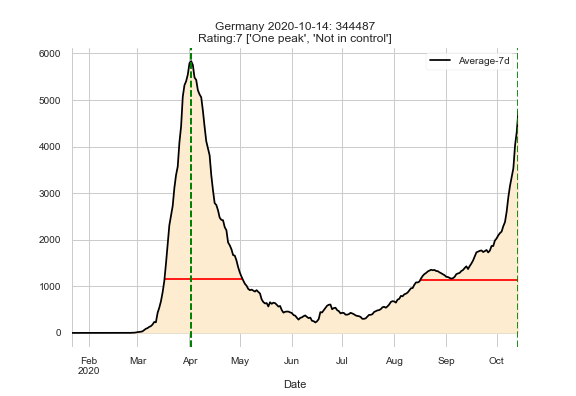 Germany 2020-10-14: 344487
Rating:7 ['One peak', 'Not in control']
Average-7d
6000
5000
4000
3000
2000
1000
0
Feb
2020
Mar
Apr
May
Jun
Jul
Aug
Sep
Oct
Date